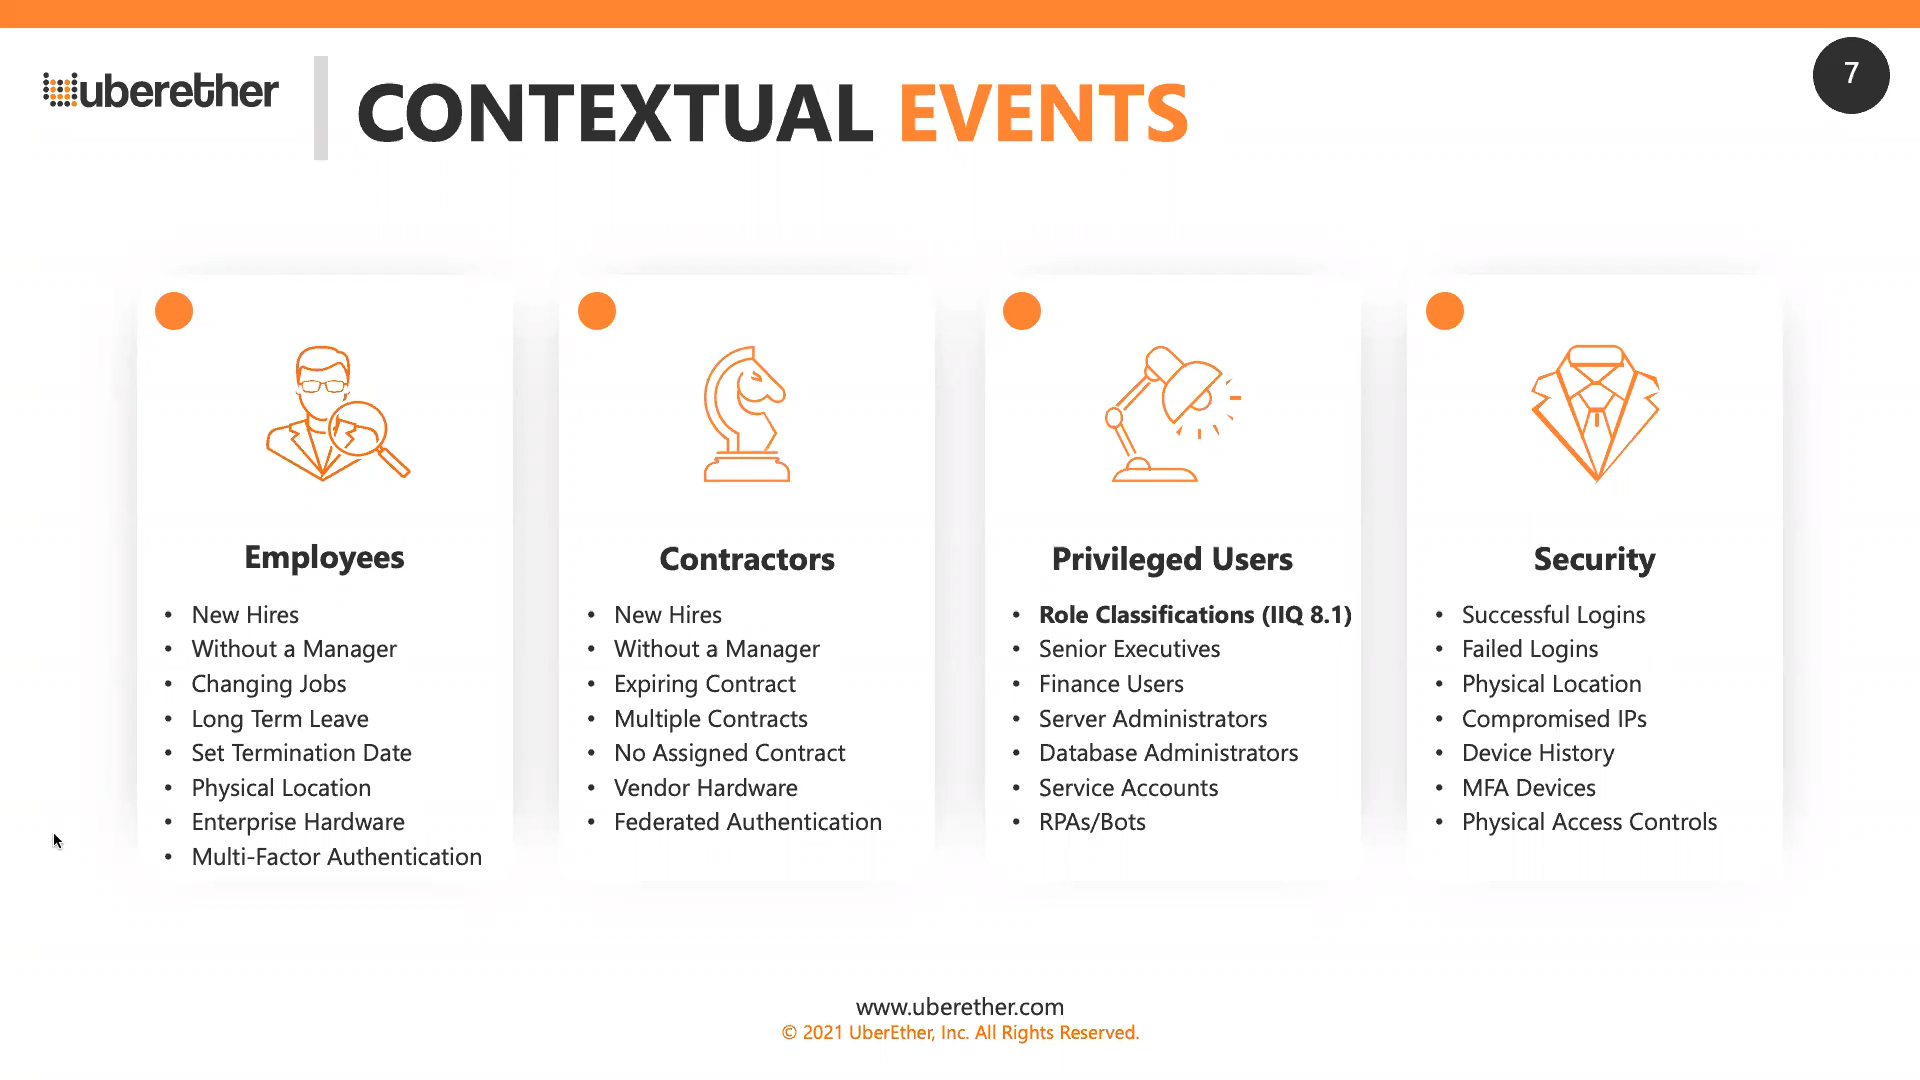 uberether
CONTEXTUAL EVENTS
7
Employees
• New Hires
• Without a Manager
• Changing Jobs
• Long Term Leave
• Set Termination Date
• Physical Location
• Enterprise Hardware
• Multi-Factor Authentication
Contractors
• New Hires
• Without a Manager
• Expiring Contract
• Multiple Contracts
• No Assigned Contract
• Vendor Hardware
• Federated Authentication
Privileged Users
• Role Classifications (IIQ 8.1)
• Senior Executives
• Finance Users
• Server Administrators
• Database Administrators
• Service Accounts
• RPAs/Bots
Security
• Successful Logins
• Failed Logins
• Physical Location
• Compromised IPs
• Device History
• MFA Devices
• Physical Access Controls
www.uberether.com
© 2021 UberEther, Inc. All Rights Reserved.